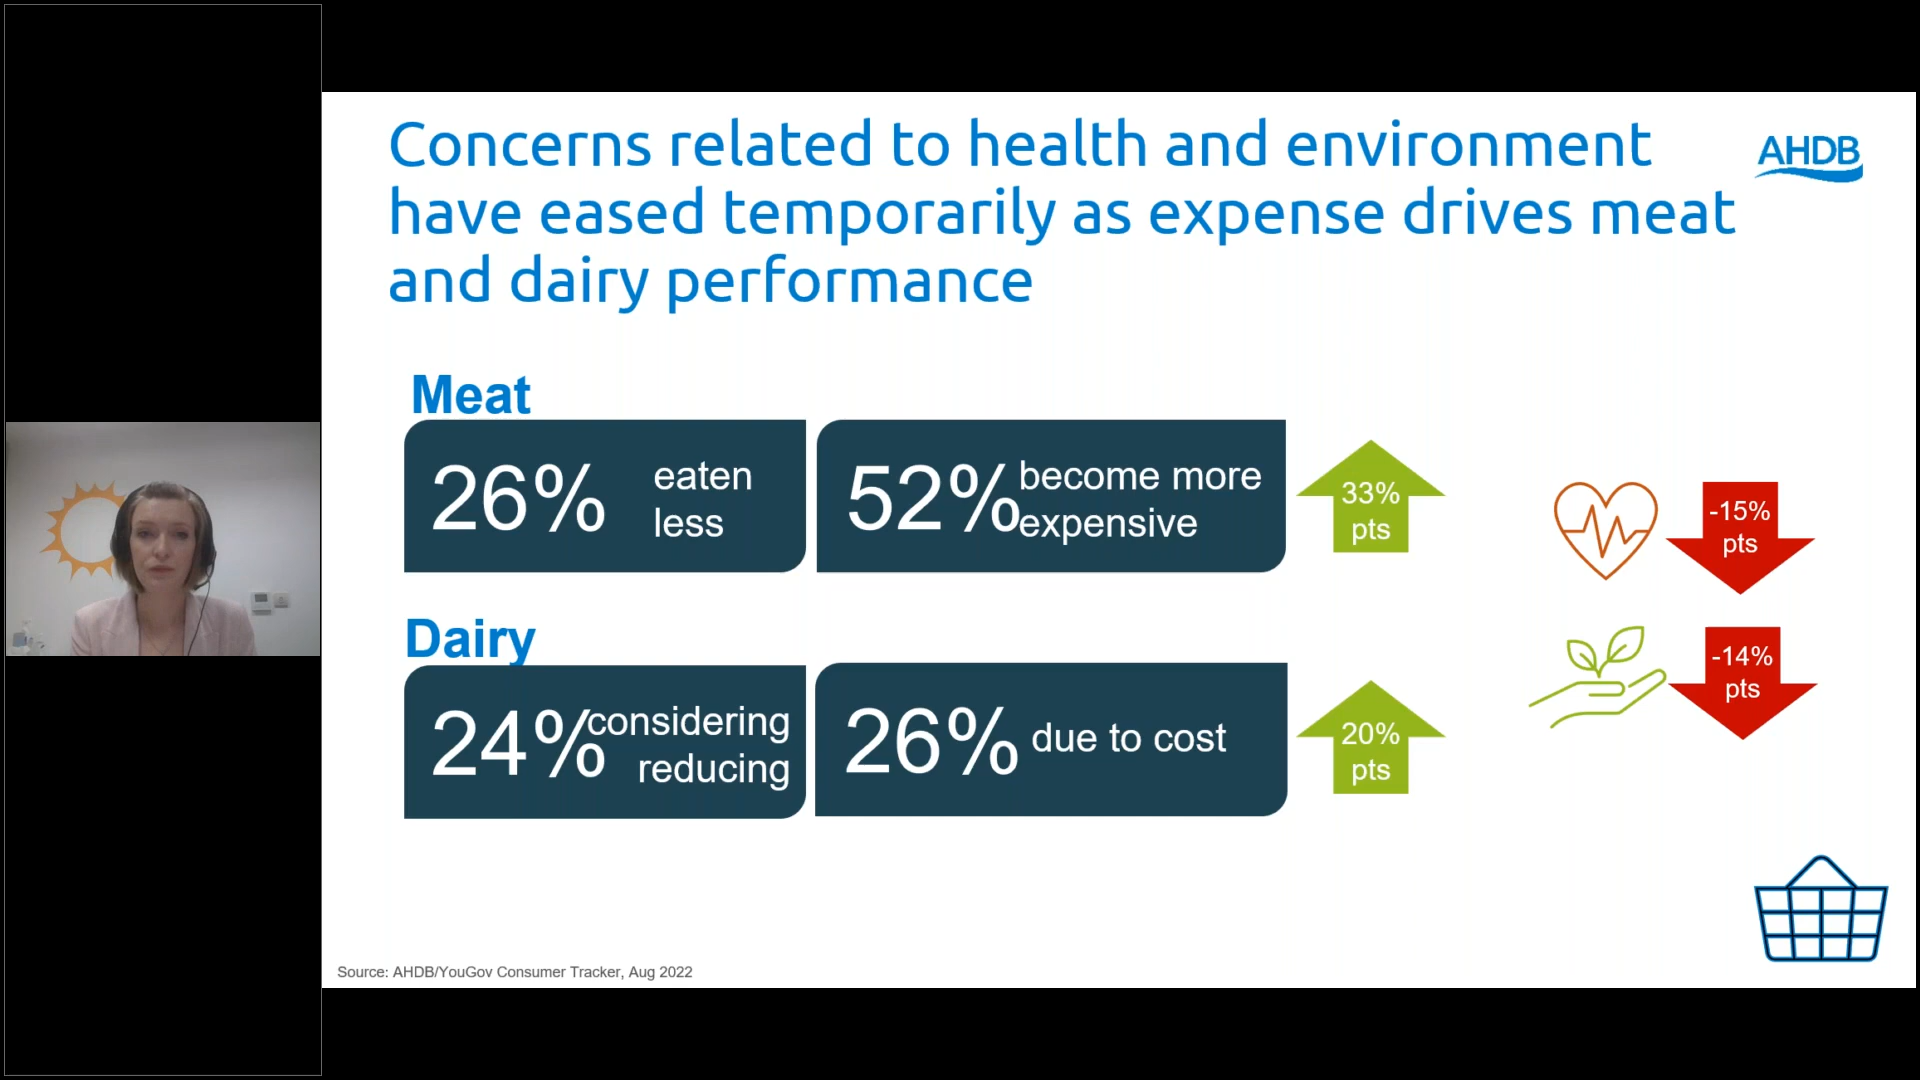 Concerns related to health and environment
have eased temporarily as expense drives meat
and dairy performance
AHDB
Meat
26% eaten
less
52% become more
expensive
33%
pts
-15%
pts
Dairy
24% considering
reducing
26% due to cost
20%
pts
-14%
pts
Source: AHDB/YouGov Consumer Tracker, Aug 2022